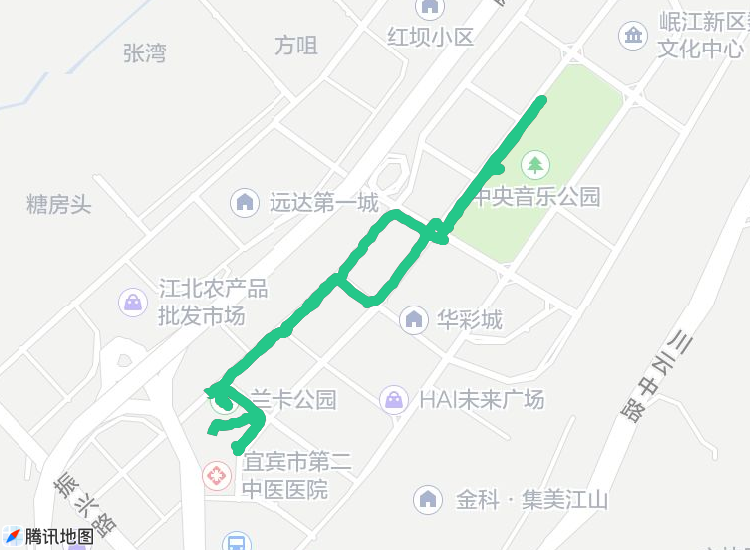 红坝小区
岷江新区
文化中心
张湾
方咀
中央音乐公园
糖房头
远达第一城
江北农产品
批发市场
华彩城
川云中路
兰卡公园
HAI未来广场
宜宾市第二
中医医院
金科·集美江山
振兴路
腾讯地图